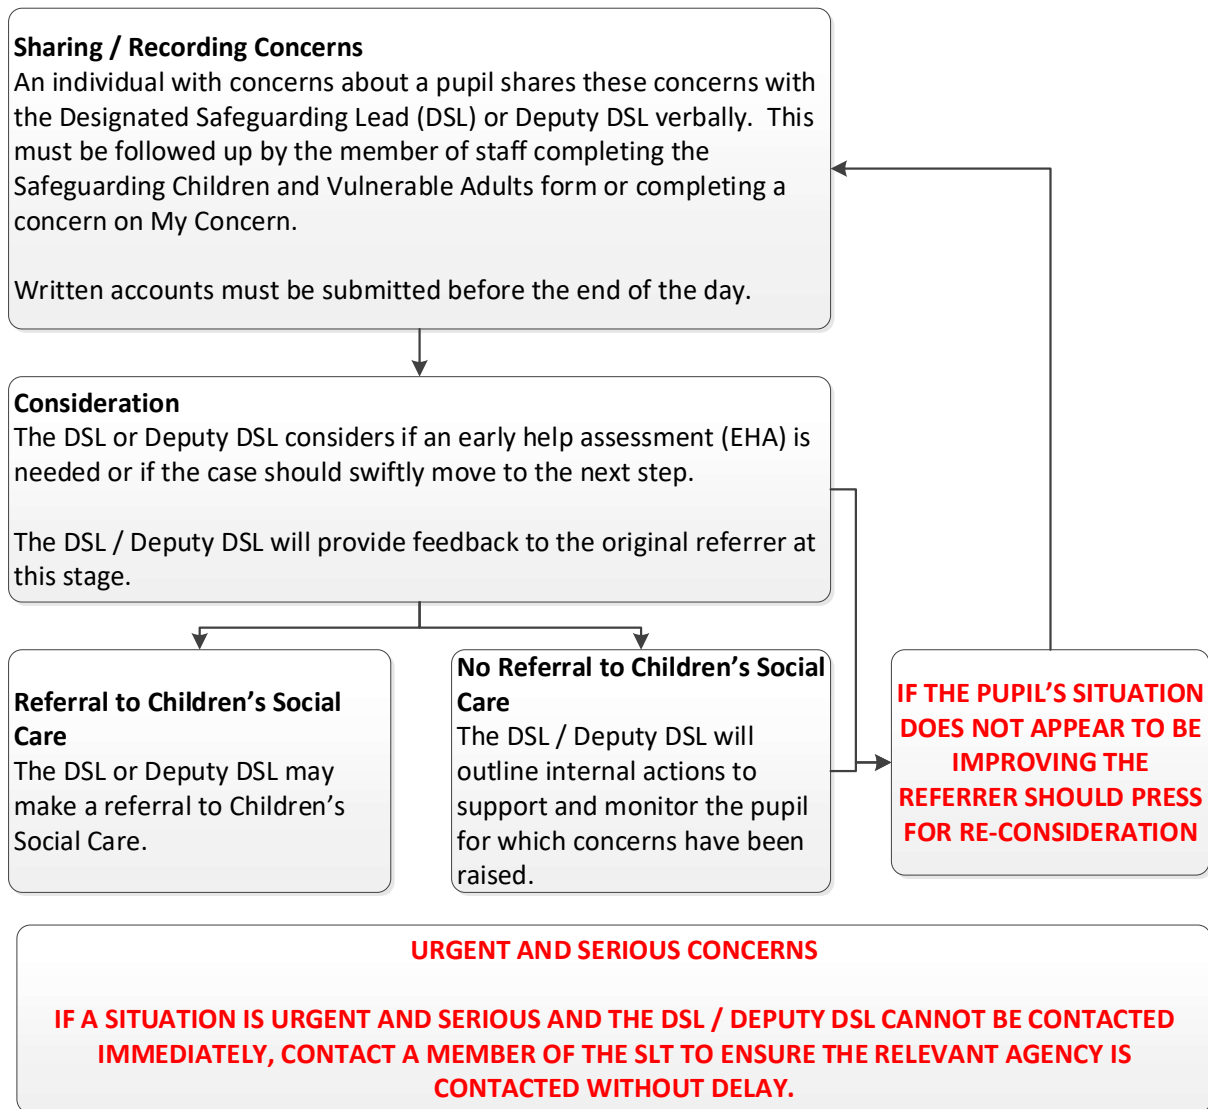 Sharing / Recording Concerns
An individual with concerns about a pupil shares these concerns with
the Designated Safeguarding Lead (DSL) or Deputy DSL verbally.  This
must be followed up by the member of staff completing the
Safeguarding Children and Vulnerable Adults form or completing a
concern on My Concern.
Written accounts must be submitted before the end of the day.
Consideration
The DSL or Deputy DSL considers if an early help assessment (EHA) is
needed or if the case should swiftly move to the next step.
The DSL / Deputy DSL will provide feedback to the original referrer at
this stage.
Referral to Children’s Social
Care
The DSL or Deputy DSL may
make a referral to Children’s
Social Care.
No Referral to Children’s Social
Care
The DSL / Deputy DSL will
outline internal actions to
support and monitor the pupil
for which concerns have been
raised.
IF THE PUPIL’S SITUATION
DOES NOT APPEAR TO BE
IMPROVING THE
REFERRER SHOULD PRESS
FOR RE-CONSIDERATION
URGENT AND SERIOUS CONCERNS
IF A SITUATION IS URGENT AND SERIOUS AND THE DSL / DEPUTY DSL CANNOT BE CONTACTED
IMMEDIATELY, CONTACT A MEMBER OF THE SLT TO ENSURE THE RELEVANT AGENCY IS
CONTACTED WITHOUT DELAY.